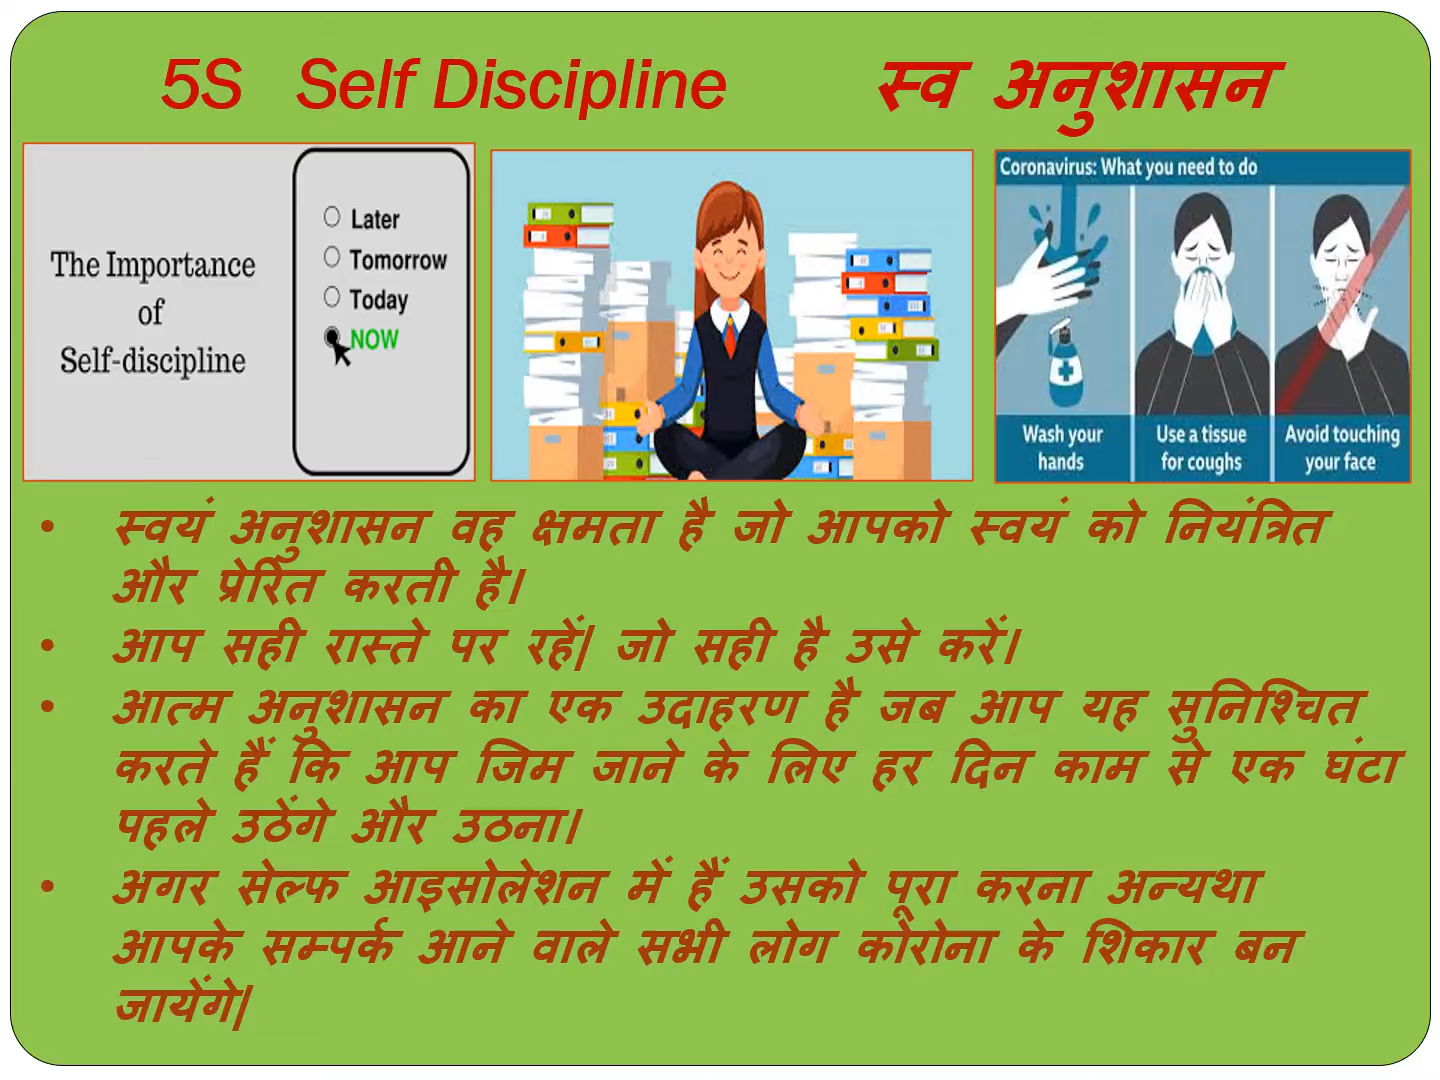 5S Self Discipline स्व अनुशासन
The Importance
of
Self-discipline
Later
Tomorrow
Today
NOW
Coronavirus: What you need to do
Wash your
hands
Use a tissue
for coughs
Avoid touching
your face
• स्वयं अनुशासन वह क्षमता है जो आपको स्वयं को नियंत्रित
और प्रेरित करती है।
• आप सही रास्ते पर रहें| जो सही है उसे करें।
• आत्म अनुशासन का एक उदाहरण है जब आप यह सुनिश्चित
करते हैं कि आप जिम जाने के लिए हर दिन काम से एक घंटा
पहले उठेंगे और उठना।
• अगर सेल्फ आइसोलेशन में हैं उसको पूरा करना अन्यथा
आपके सम्पर्क आने वाले सभी लोग कोरोना के शिकार बन
जायेंगे|